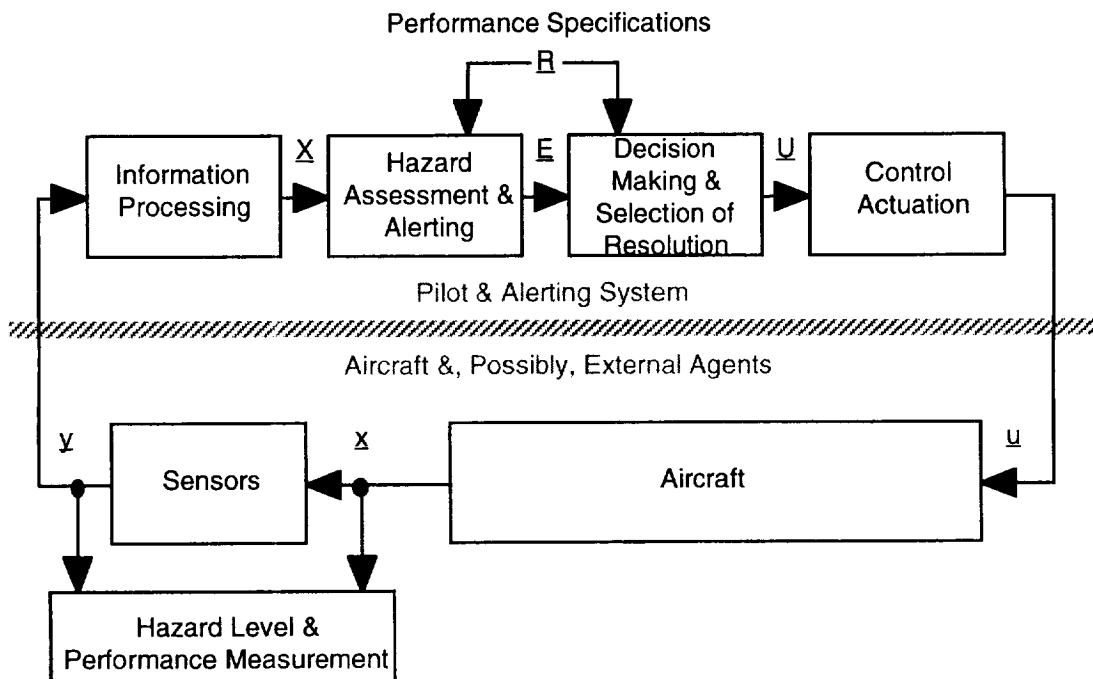 Performance Specifications
R
Information
Processing
X
Hazard
Assessment &
Alerting
E
Decision
Making &
Selection of
Resolution
U
Control
Actuation
Pilot & Alerting System
Aircraft &, Possibly, External Agents
y
Sensors
x
Aircraft
u
Hazard Level &
Performance Measurement